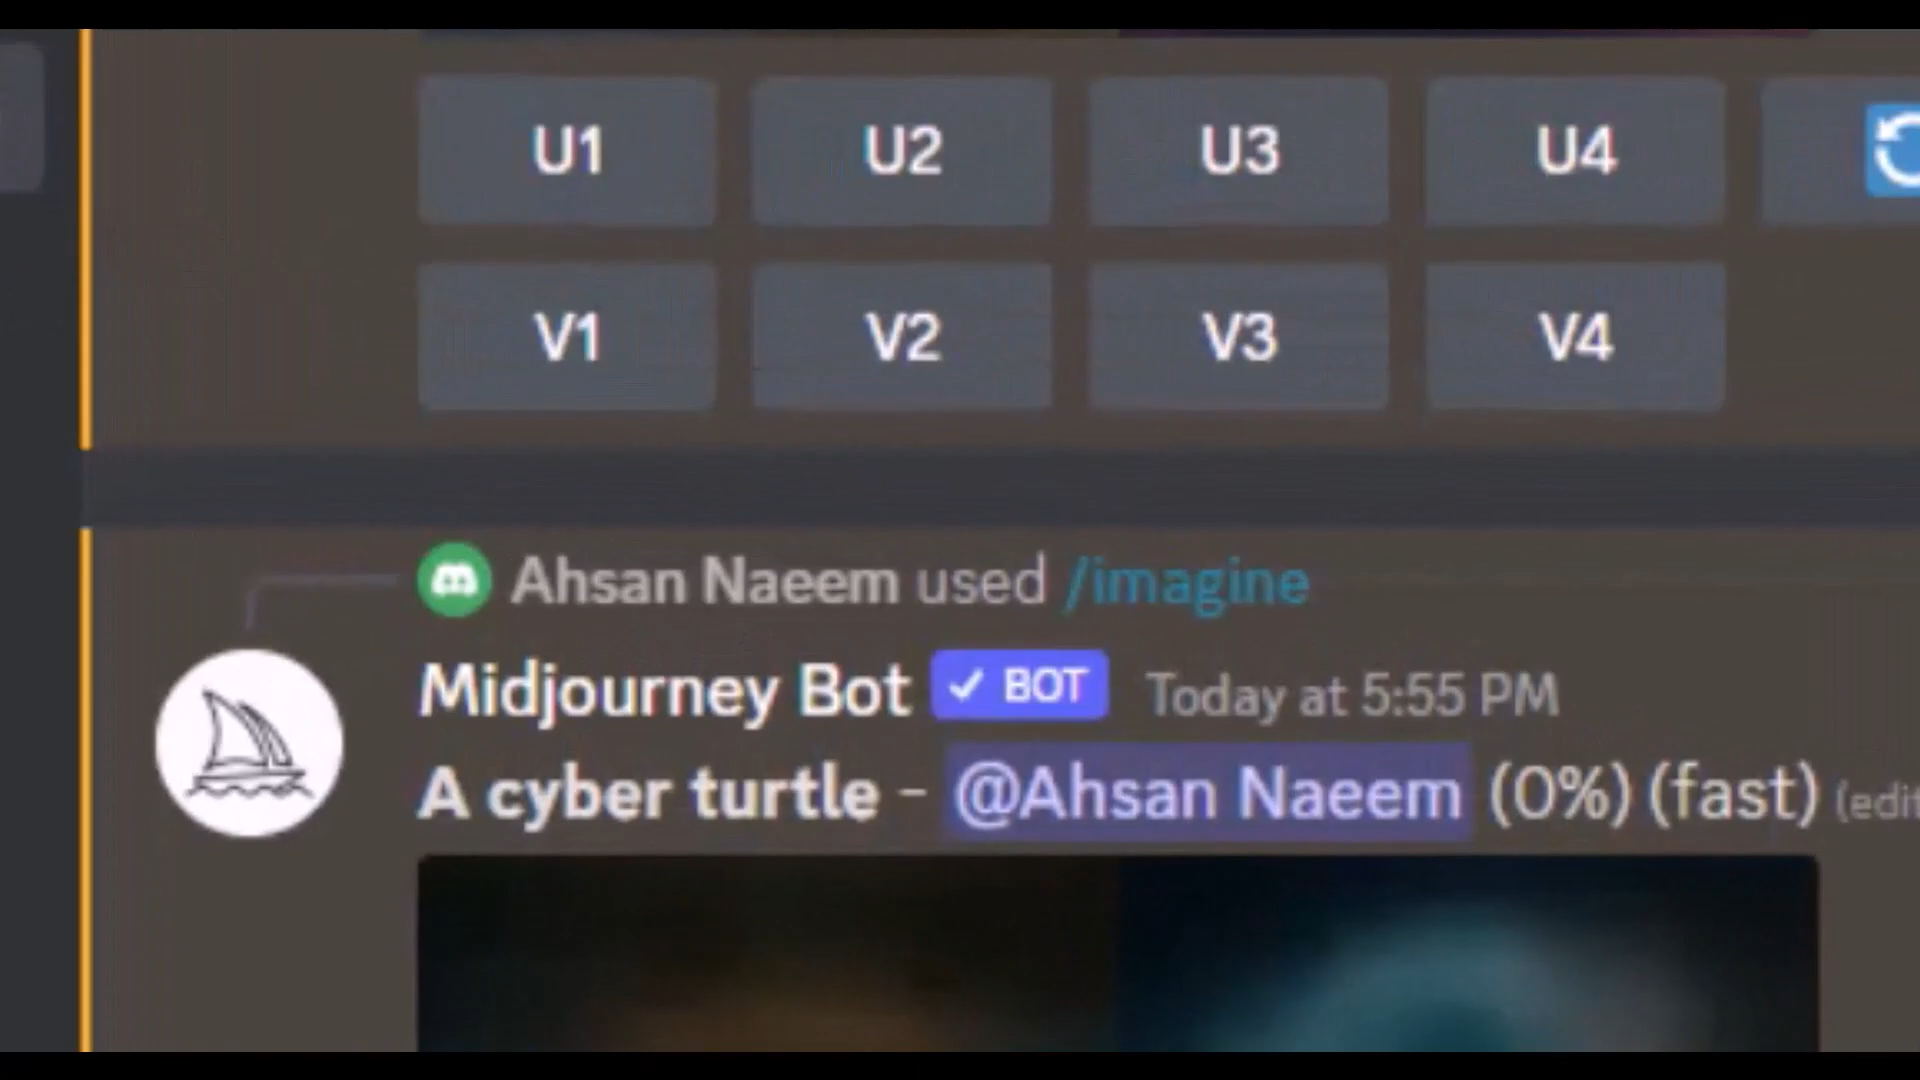 U1 U2 U3 U4
V1 V2 V3 V4
Ahsan Naeem used /imagine
Midjourney Bot ✓ BOT Today at 5:55 PM
A cyber turtle - @Ahsan Naeem (0%) (fast)